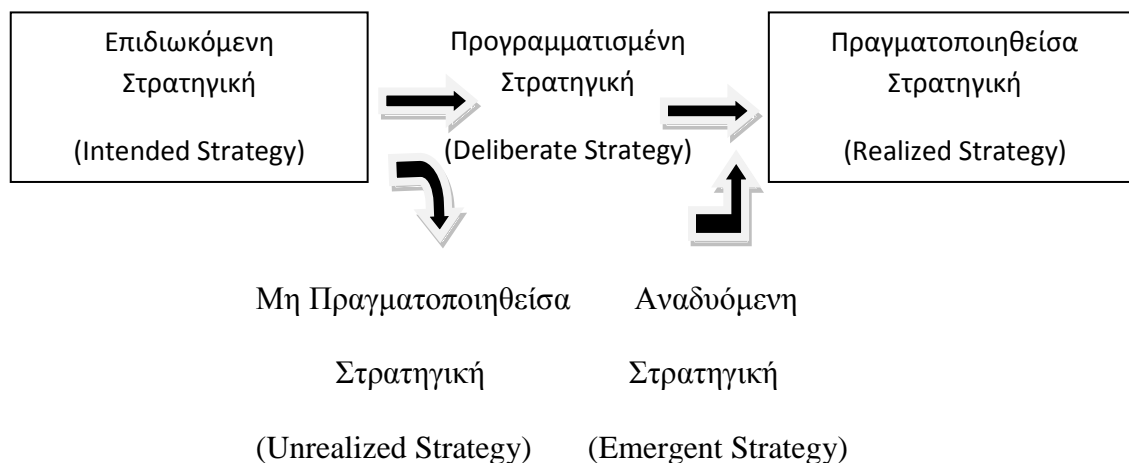 Επιδιωκόμενη
Στρατηγική
(Intended Strategy)
Προγραμματισμένη
Στρατηγική
(Deliberate Strategy)
Πραγματοποιηθείσα
Στρατηγική
(Realized Strategy)
Μη Πραγματοποιηθείσα
Στρατηγική
(Unrealized Strategy)
Αναδυόμενη
Στρατηγική
(Emergent Strategy)